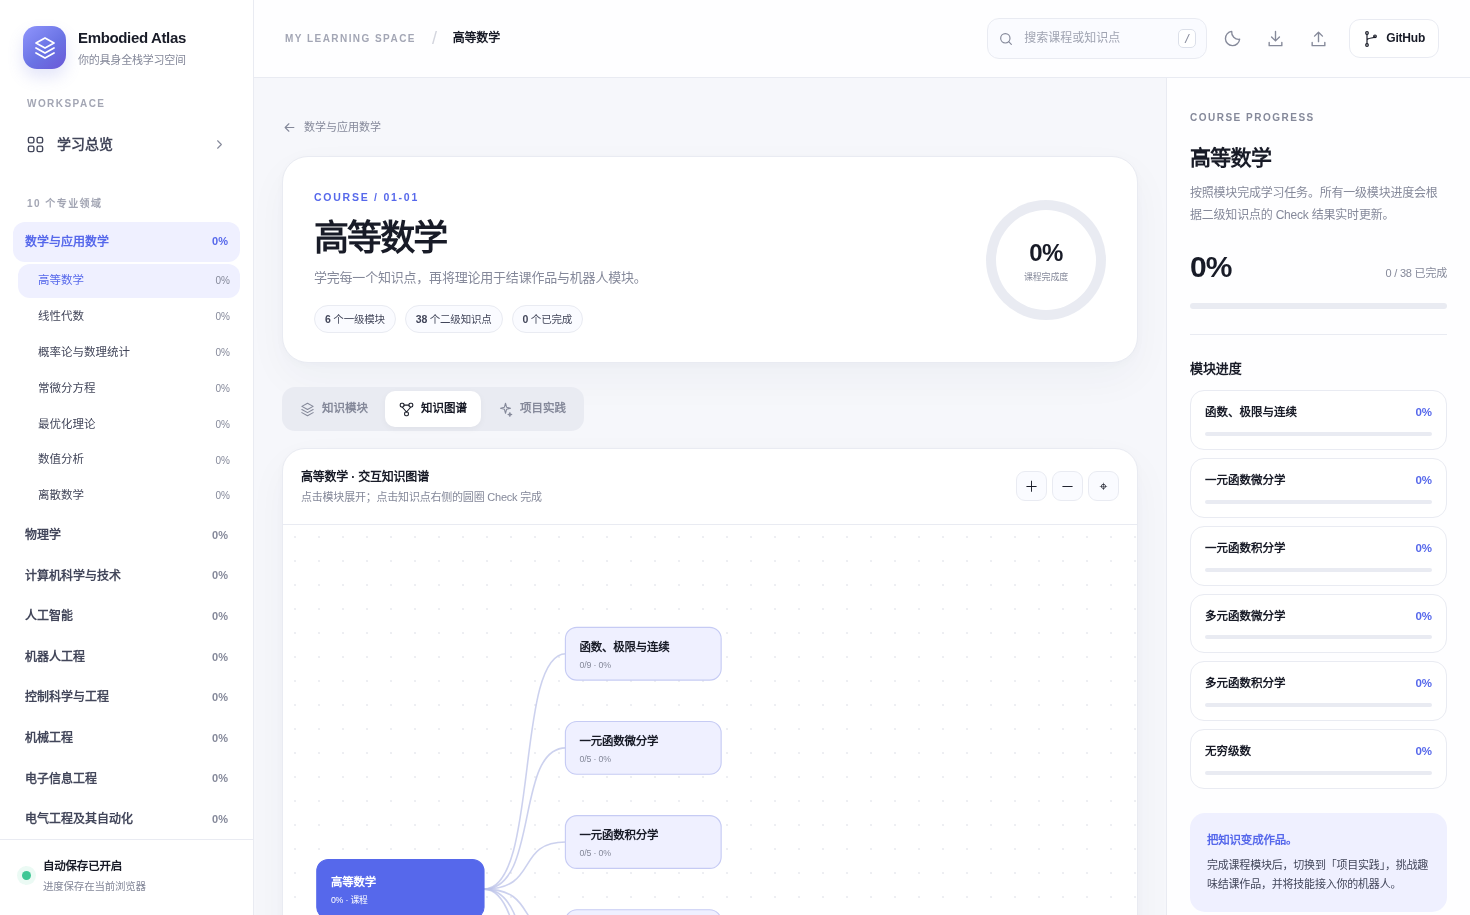 Embodied Atlas
你的具身全栈学习空间
WORKSPACE
学习总览
10 个专业领域
数学与应用数学 0%
高等数学 0%
线性代数 0%
概率论与数理统计 0%
常微分方程 0%
最优化理论 0%
数值分析 0%
离散数学 0%
物理学 0%
计算机科学与技术 0%
人工智能 0%
机器人工程 0%
控制科学与工程 0%
机械工程 0%
电子信息工程 0%
电气工程及其自动化 0%
自动保存已开启
进度保存在当前浏览器
MY LEARNING SPACE / 高等数学
搜索课程或知识点 /
GitHub
← 数学与应用数学
COURSE / 01-01
高等数学
学完每一个知识点，再将理论用于结课作品与机器人模块。
6 个一级模块 38 个二级知识点 0 个已完成
0%
课程完成度
知识模块 知识图谱 项目实践
高等数学 · 交互知识图谱
点击模块展开；点击知识点右侧的圆圈 Check 完成
+ − ⌖
函数、极限与连续
0/9 · 0%
一元函数微分学
0/5 · 0%
一元函数积分学
0/5 · 0%
高等数学
0% · 课程
COURSE PROGRESS
高等数学
按照模块完成学习任务。所有一级模块进度会根
据二级知识点的 Check 结果实时更新。
0% 0 / 38 已完成
模块进度
函数、极限与连续 0%
一元函数微分学 0%
一元函数积分学 0%
多元函数微分学 0%
多元函数积分学 0%
无穷级数 0%
把知识变成作品。
完成课程模块后，切换到「项目实践」，挑战趣
味结课作品，并将技能接入你的机器人。